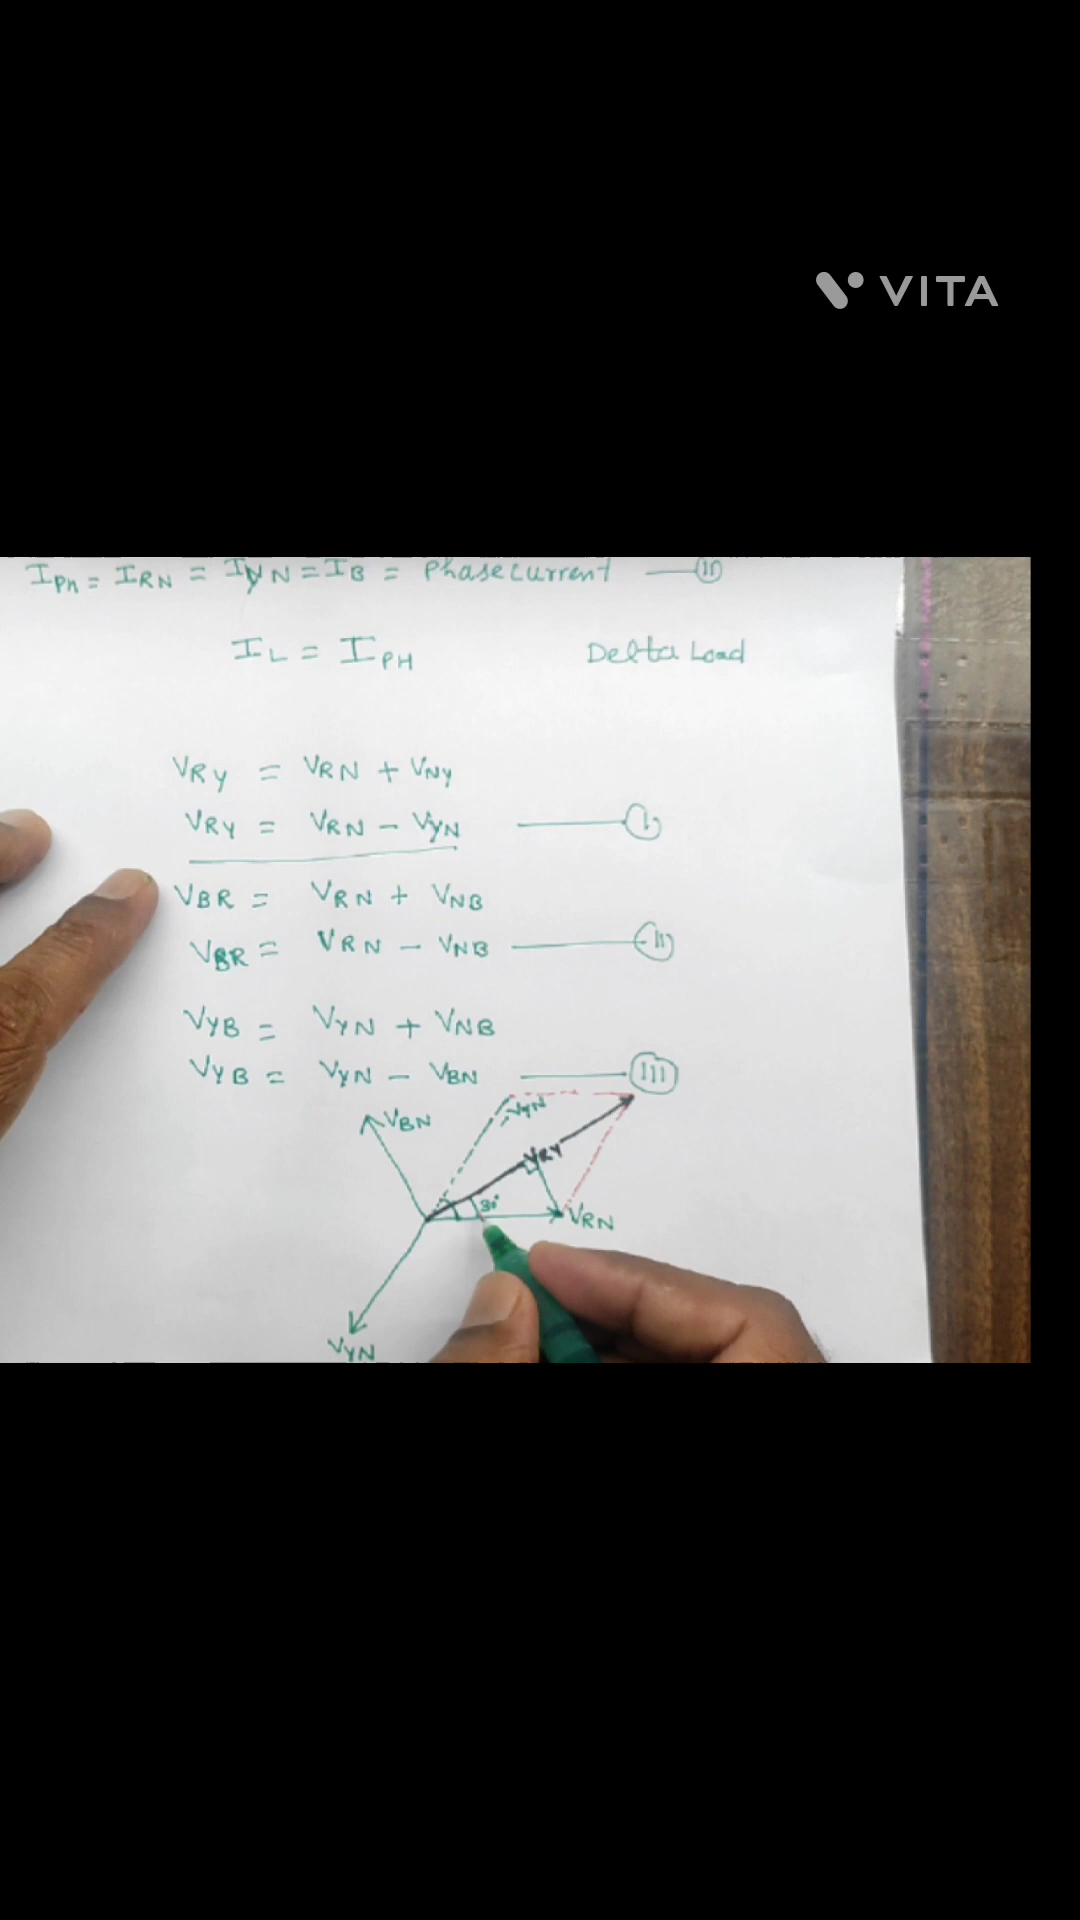 VITA
IPh = IRN = IYN = IB = Phase current — II
IL = IPH Delta Load
VRY = VRN + VNY
VRY = VRN - VYN — I
VBR = VRN + VNB
VBR = VRN - VNB — II
VYB = VYN + VNB
VYB = VYN - VBN — III
VBN -VYN
VRY
30° VRN
VYN